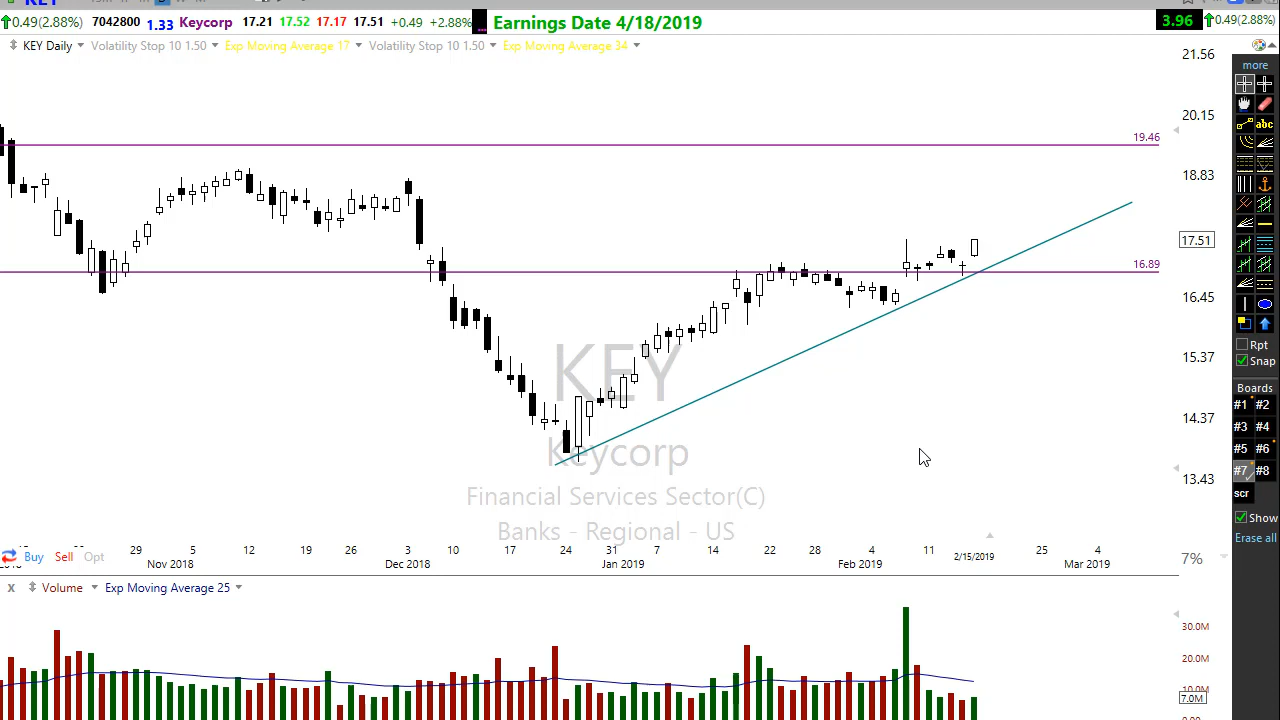 KEY
0.49(2.88%) 7042800 1.33 Keycorp 17.21 17.52 17.17 17.51 +0.49 +2.88% Earnings Date 4/18/2019 3.96 0.49(2.88%)
KEY Daily Volatility Stop 10 1.50 Exp Moving Average 17 Volatility Stop 10 1.50 Exp Moving Average 34
21.56
20.15
19.46
18.83
17.51
16.89
16.45
15.37
14.37
13.43
KEY
Keycorp
Financial Services Sector(C)
Banks - Regional - US
more
abc
Rpt
Snap
Boards
#1 #2
#3 #4
#5 #6
#7 #8
scr
Show
Erase all
Buy Sell Opt
29 5 12 19 26 3 10 17 24 31 7 14 22 28 4 11 2/15/2019 25 4
Nov 2018 Dec 2018 Jan 2019 Feb 2019 Mar 2019
7%
x Volume Exp Moving Average 25
30.0M
20.0M
10.0M
7.0M